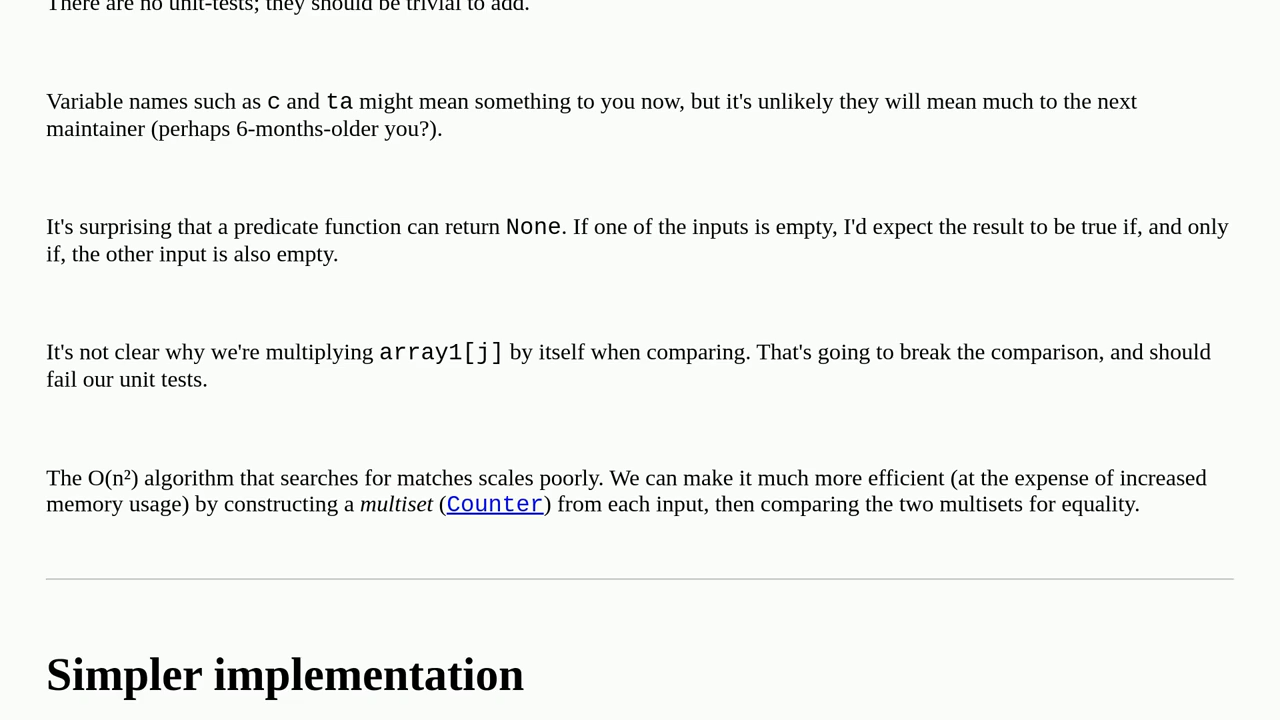 There are no unit-tests; they should be trivial to add.
Variable names such as c and ta might mean something to you now, but it's unlikely they will mean much to the next
maintainer (perhaps 6-months-older you?).
It's surprising that a predicate function can return None. If one of the inputs is empty, I'd expect the result to be true if, and only
if, the other input is also empty.
It's not clear why we're multiplying array1[j] by itself when comparing. That's going to break the comparison, and should
fail our unit tests.
The O(n²) algorithm that searches for matches scales poorly. We can make it much more efficient (at the expense of increased
memory usage) by constructing a multiset (Counter) from each input, then comparing the two multisets for equality.
Simpler implementation